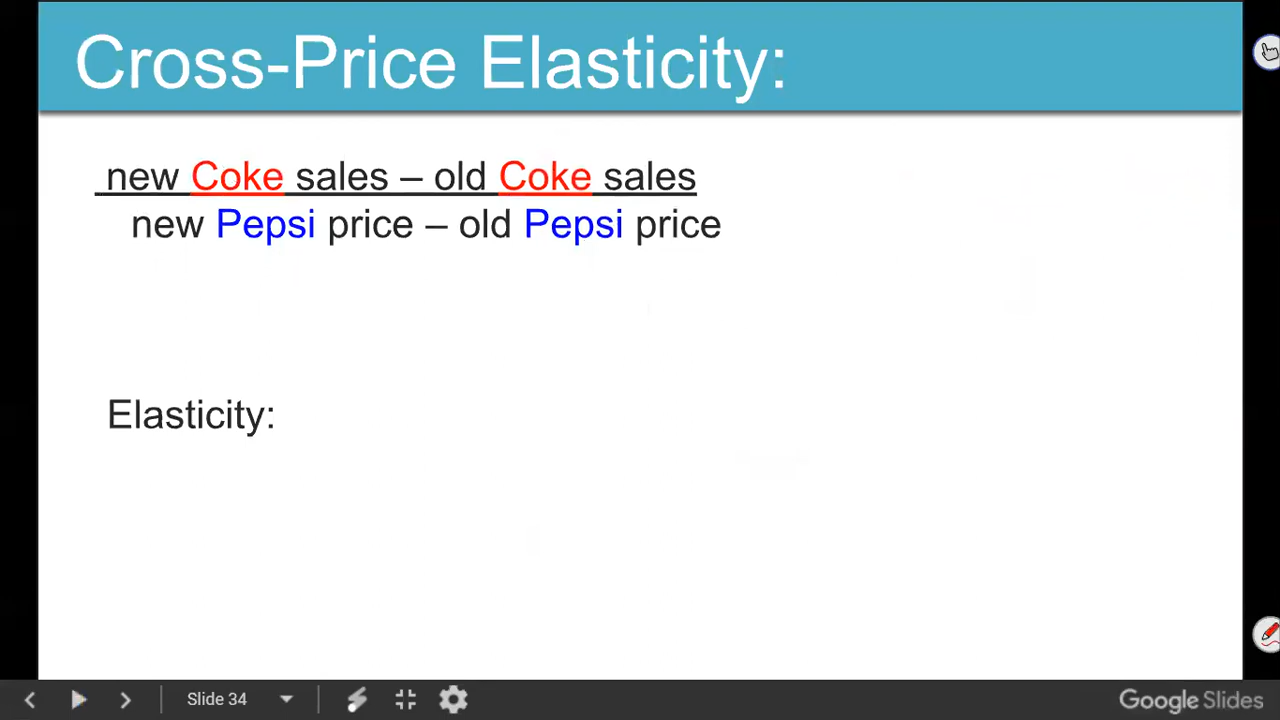 Cross-Price Elasticity:
new Coke sales – old Coke sales
new Pepsi price – old Pepsi price
Elasticity:
Slide 34
Google Slides